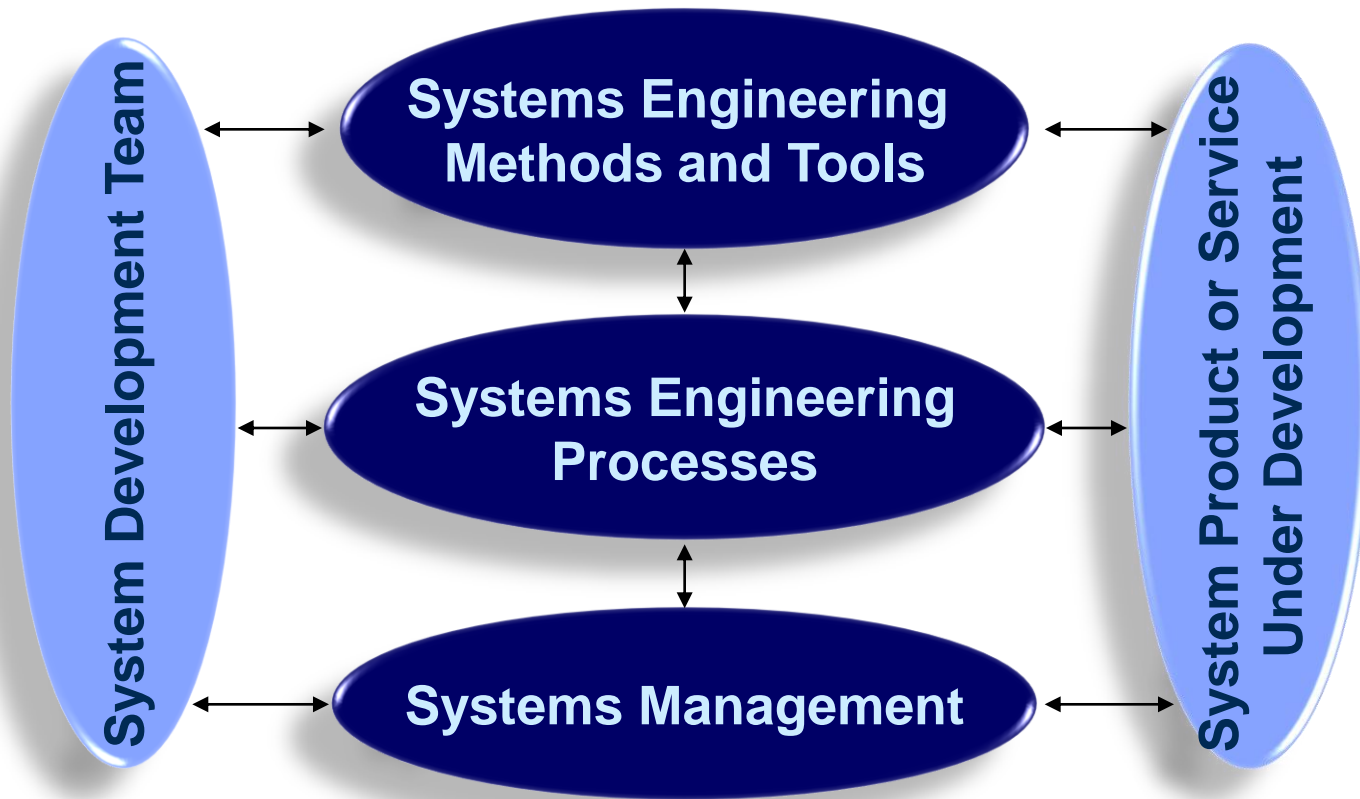 System Development Team
Systems Engineering
Methods and Tools
Systems Engineering
Processes
Systems Management
System Product or Service
Under Development